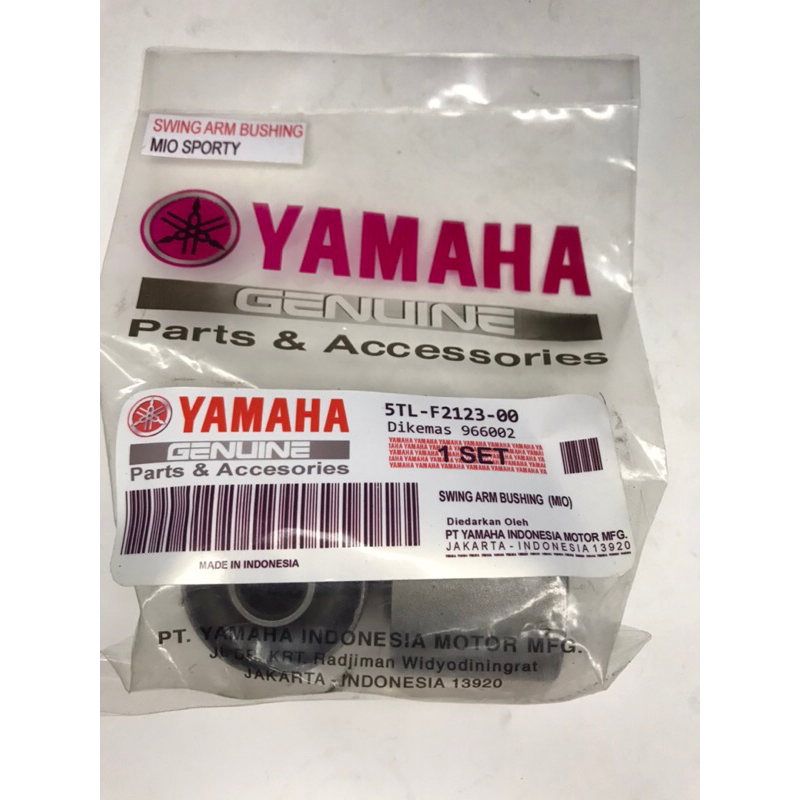 SWING ARM BUSHING
MIO SPORTY
YAMAHA
GENUINE
Parts & Accessories
YAMAHA
GENUINE
Parts & Accesories
5TL-F2123-00
Dikemas 966002
1 SET
SWING ARM BUSHING (MIO)
Diedarkan Oleh
PT YAMAHA INDONESIA MOTOR MFG.
JAKARTA - INDONESIA 13920
MADE IN INDONESIA
PT. YAMAHA INDONESIA MOTOR MFG.
KRT. Radjiman Widyodiningrat
JAKARTA - INDONESIA 13920